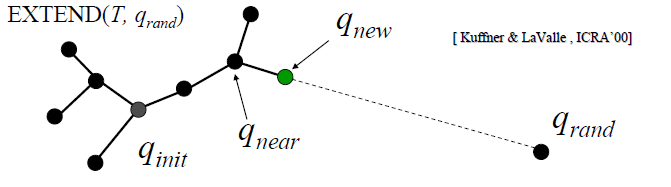 EXTEND(T, q_rand)
q_new
[ Kuffner & LaValle , ICRA'00]
q_near
q_init
q_rand